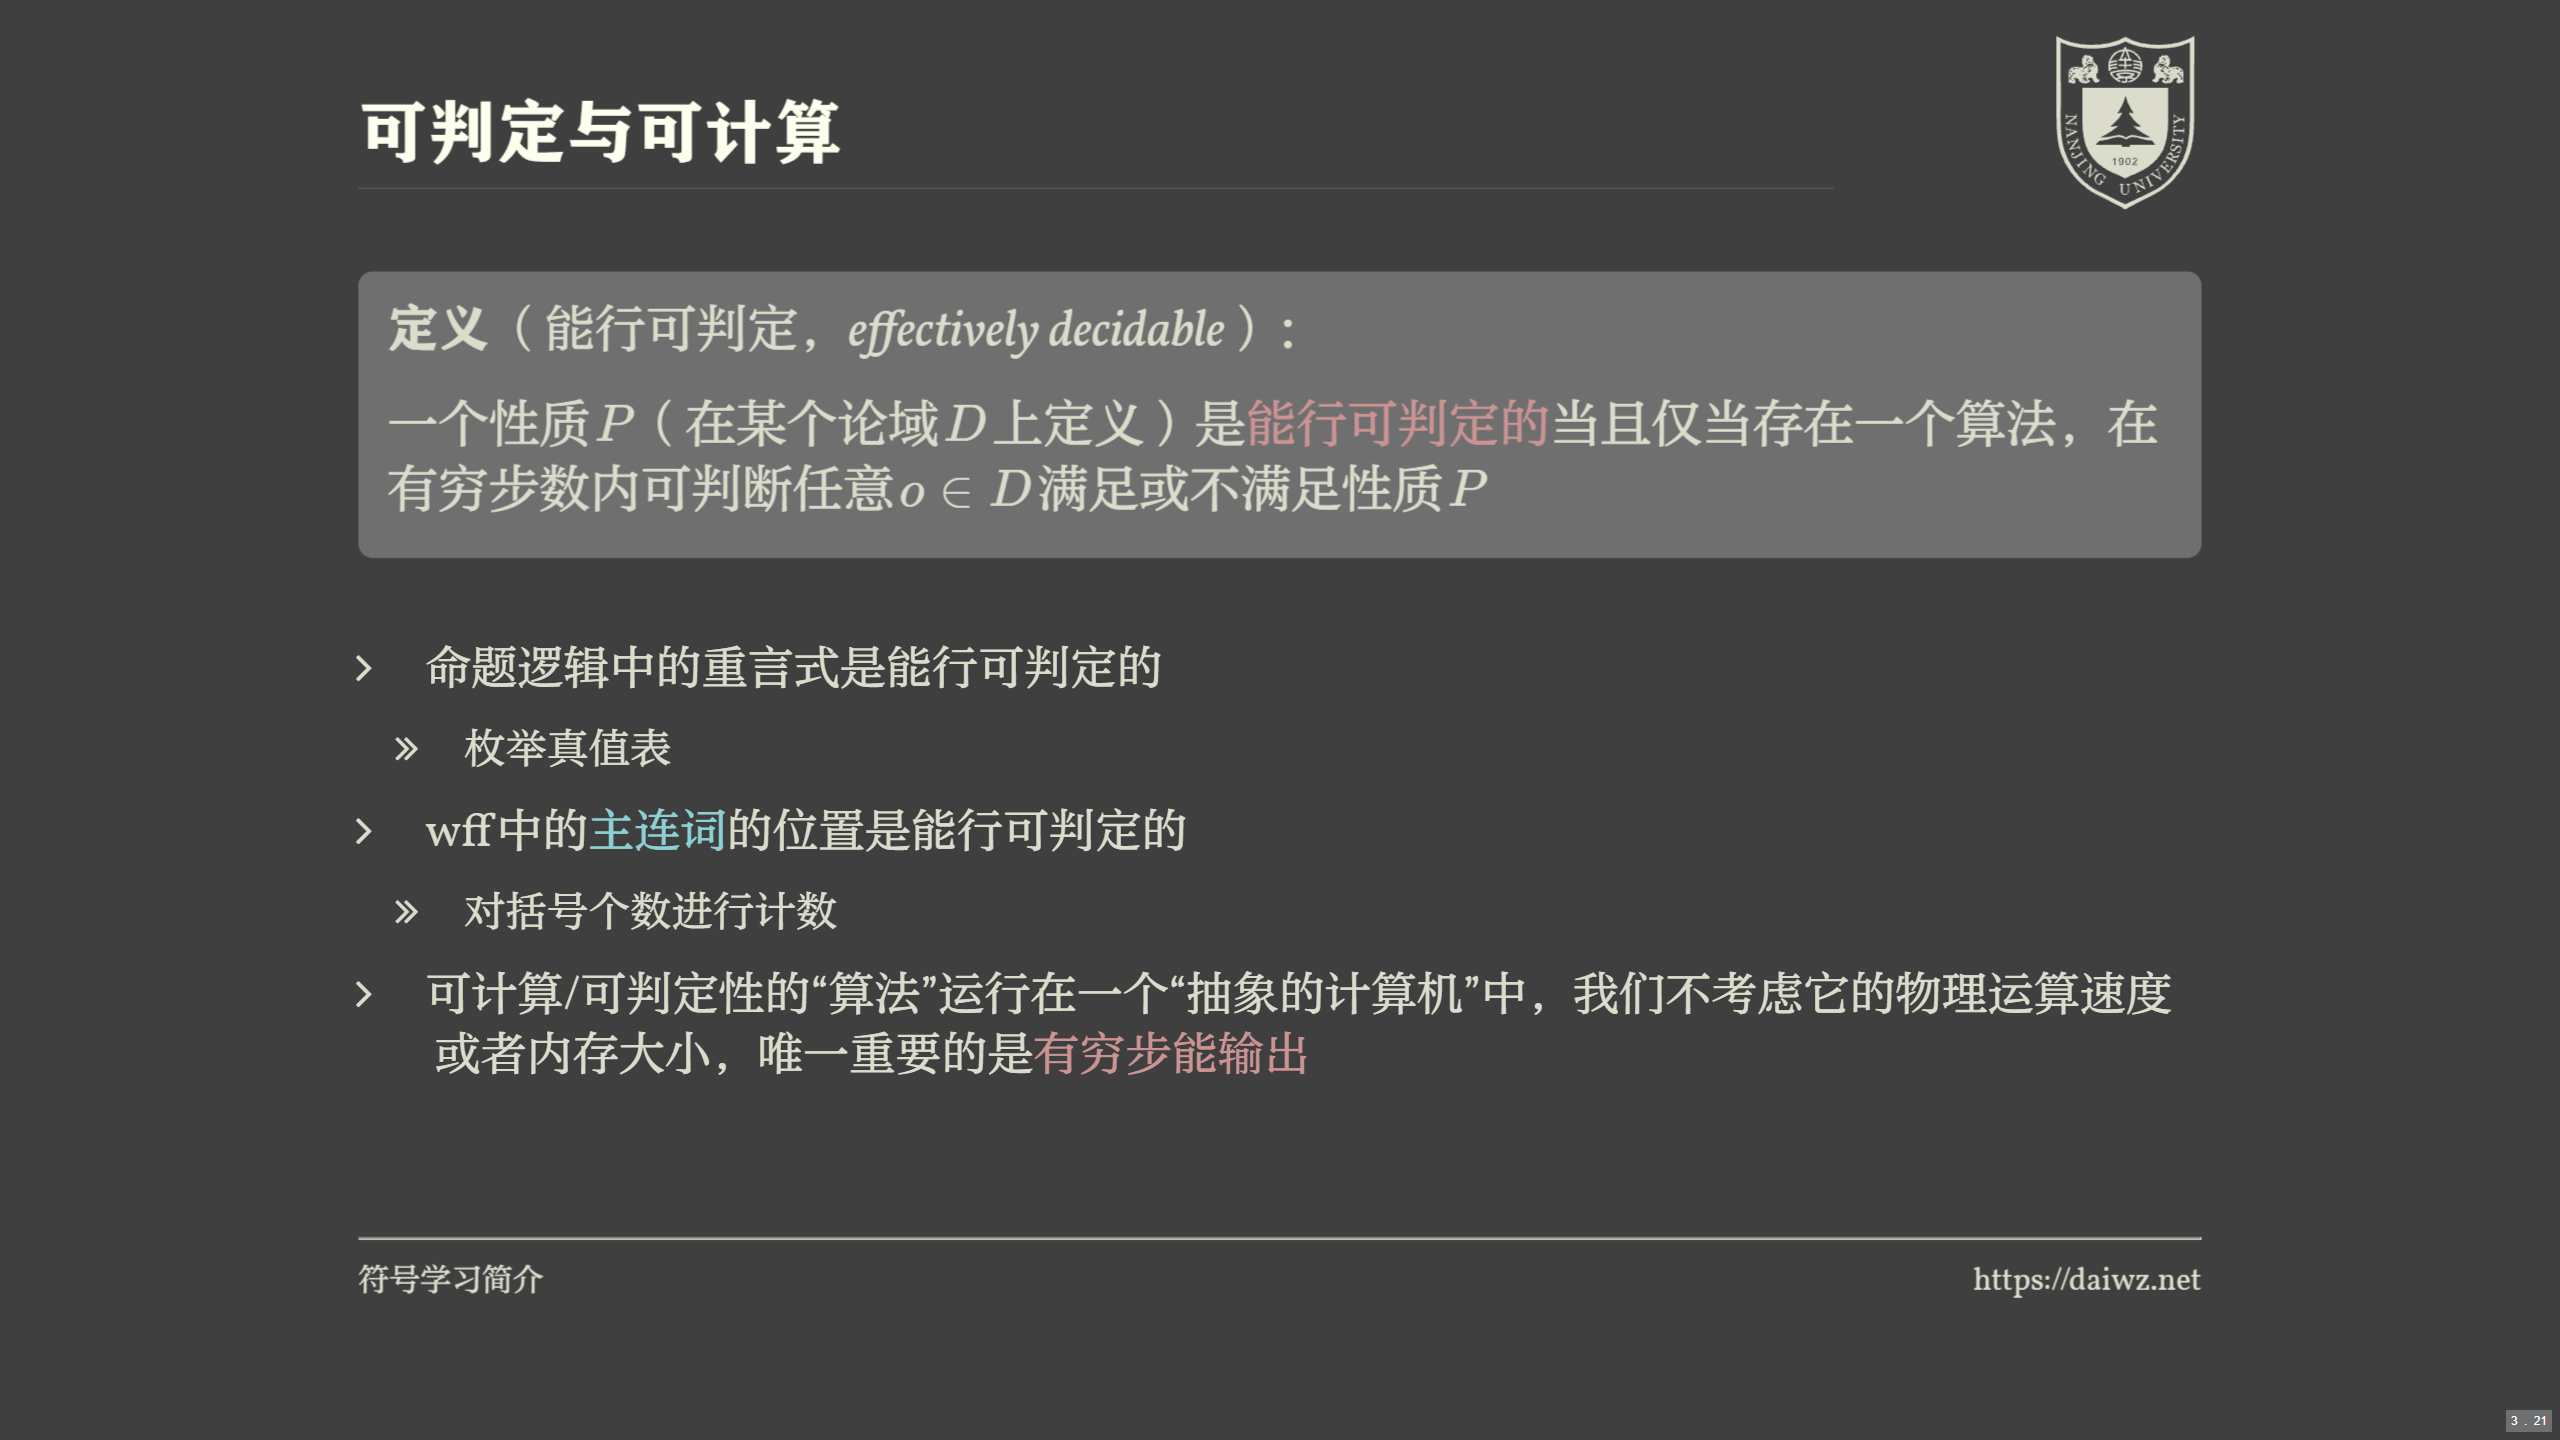 可判定与可计算
NANJING UNIVERSITY
1902
定义（能行可判定，effectively decidable）：
一个性质P（在某个论域D上定义）是能行可判定的当且仅当存在一个算法，在
有穷步数内可判断任意o ∈ D满足或不满足性质P
命题逻辑中的重言式是能行可判定的
枚举真值表
wff中的主连词的位置是能行可判定的
对括号个数进行计数
可计算/可判定性的“算法”运行在一个“抽象的计算机”中，我们不考虑它的物理运算速度
或者内存大小，唯一重要的是有穷步能输出
符号学习简介
https://daiwz.net
3 . 21